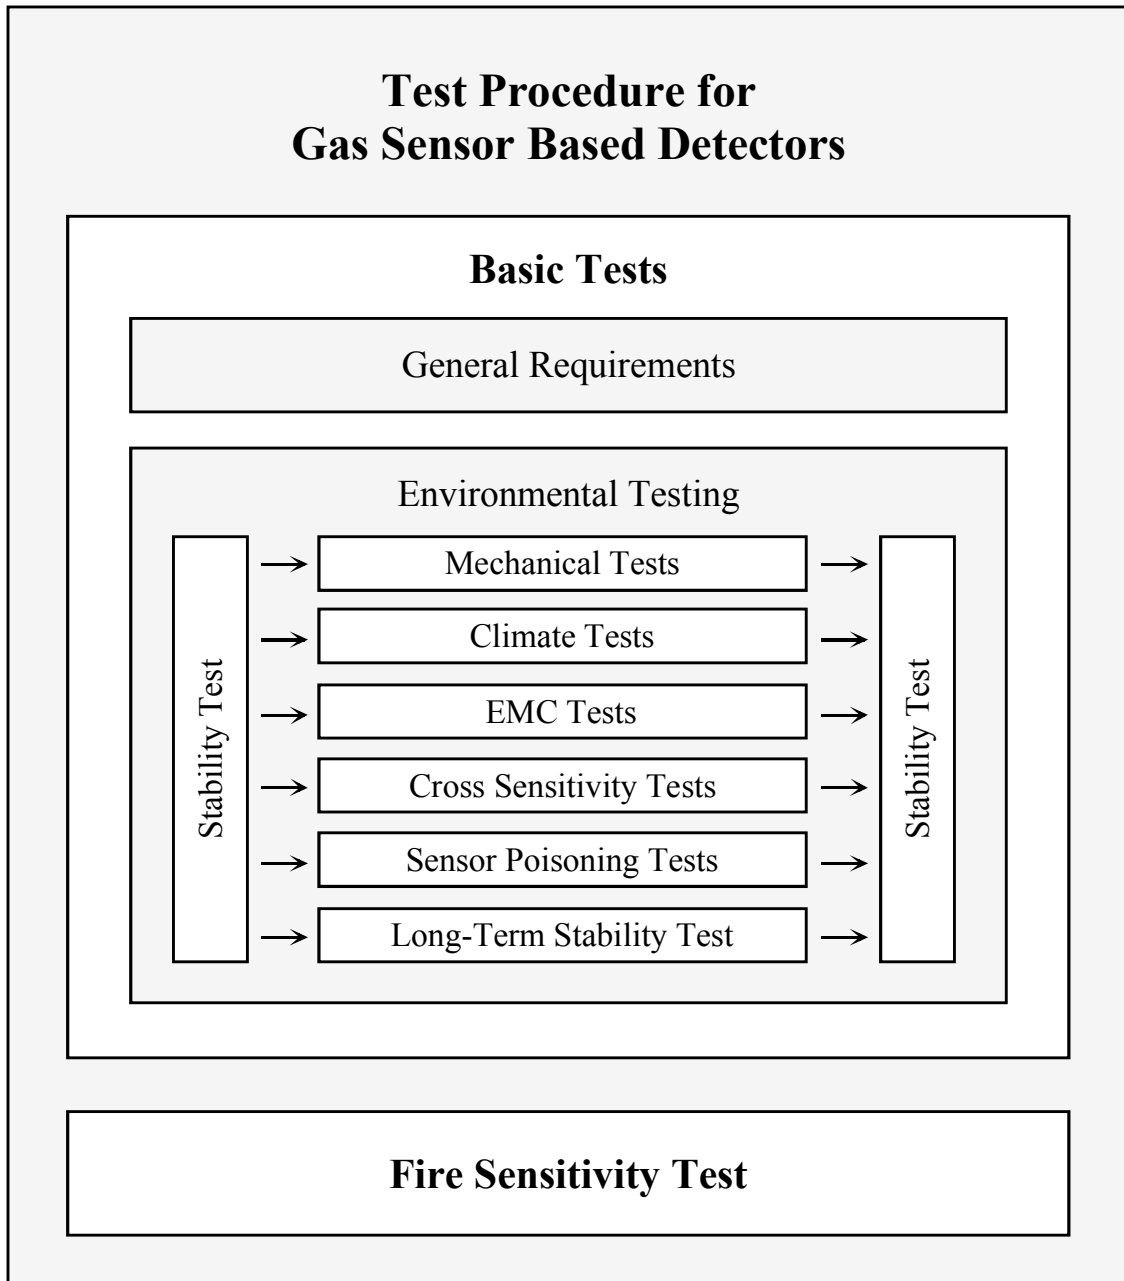 Test Procedure for
Gas Sensor Based Detectors
Basic Tests
General Requirements
Environmental Testing
Stability Test
Mechanical Tests
Climate Tests
EMC Tests
Cross Sensitivity Tests
Sensor Poisoning Tests
Long-Term Stability Test
Stability Test
Fire Sensitivity Test